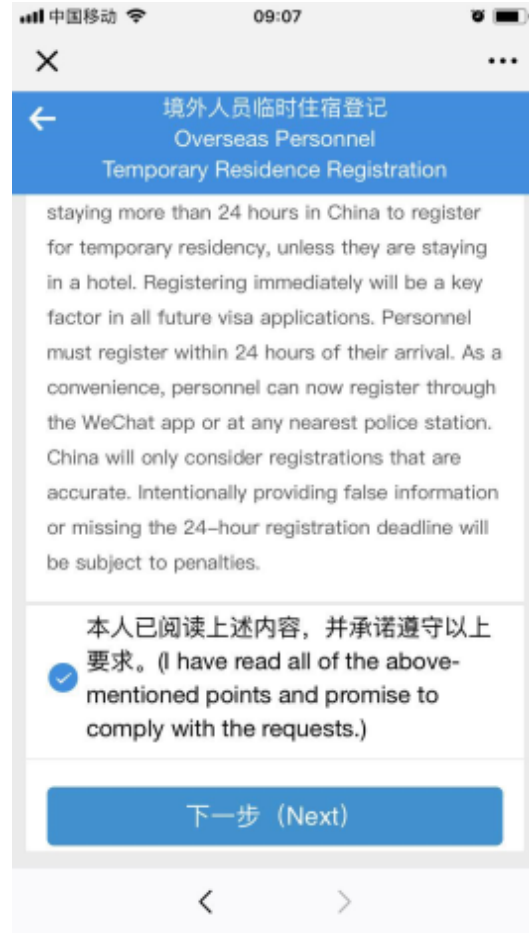 中国移动 09:07
境外人员临时住宿登记
Overseas Personnel
Temporary Residence Registration
staying more than 24 hours in China to register
for temporary residency, unless they are staying
in a hotel. Registering immediately will be a key
factor in all future visa applications. Personnel
must register within 24 hours of their arrival. As a
convenience, personnel can now register through
the WeChat app or at any nearest police station.
China will only consider registrations that are
accurate. Intentionally providing false information
or missing the 24-hour registration deadline will
be subject to penalties.
本人已阅读上述内容，并承诺遵守以上
要求。(I have read all of the above-
mentioned points and promise to
comply with the requests.)
下一步（Next）